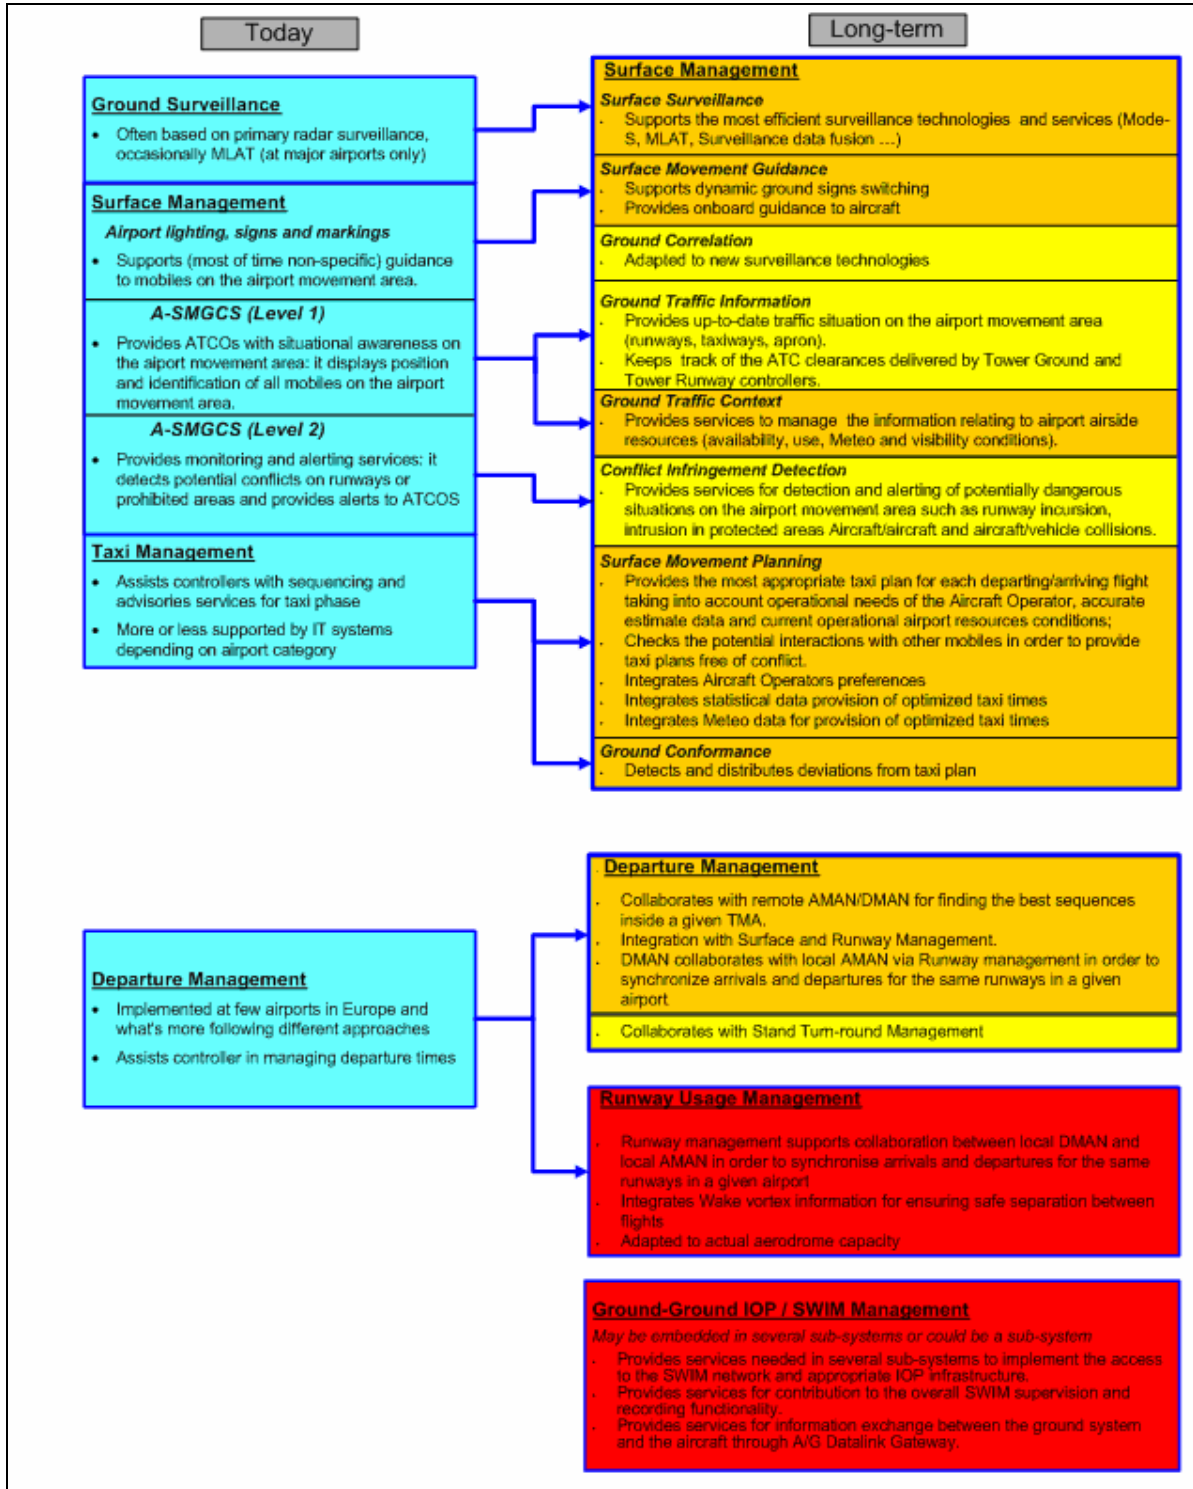 Today
Long-term
Ground Surveillance
• Often based on primary radar surveillance,
occasionally MLAT (at major airports only)
Surface Management
Airport lighting, signs and markings
• Supports (most of time non-specific) guidance
to mobiles on the airport movement area.
A-SMGCS (Level 1)
• Provides ATCOs with situational awareness on
the aiport movement area: it displays position
and identification of all mobiles on the airport
movement area.
A-SMGCS (Level 2)
• Provides monitoring and alerting services: it
detects potential conflicts on runways or
prohibited areas and provides alerts to ATCOS
Taxi Management
• Assists controllers with sequencing and
advisories services for taxi phase
• More or less supported by IT systems
depending on airport category
Surface Management
Surface Surveillance
· Supports the most efficient surveillance technologies and services (Mode-
S, MLAT, Surveillance data fusion ...)
Surface Movement Guidance
· Supports dynamic ground signs switching
· Provides onboard guidance to aircraft
Ground Correlation
· Adapted to new surveillance technologies
Ground Traffic Information
· Provides up-to-date traffic situation on the airport movement area
(runways, taxiways, apron).
· Keeps track of the ATC clearances delivered by Tower Ground and
Tower Runway controllers.
Ground Traffic Context
· Provides services to manage the information relating to airport airside
resources (availability, use, Meteo and visibility conditions).
Conflict Infringement Detection
· Provides services for detection and alerting of potentially dangerous
situations on the airport movement area such as runway incursion,
intrusion in protected areas Aircraft/aircraft and aircraft/vehicle collisions.
Surface Movement Planning
· Provides the most appropriate taxi plan for each departing/arriving flight
taking into account operational needs of the Aircraft Operator, accurate
estimate data and current operational airport resources conditions;
· Checks the potential interactions with other mobiles in order to provide
taxi plans free of conflict.
· Integrates Aircraft Operators preferences
· Integrates statistical data provision of optimized taxi times
· Integrates Meteo data for provision of optimized taxi times
Ground Conformance
· Detects and distributes deviations from taxi plan
Departure Management
• Implemented at few airports in Europe and
what's more following different approaches
• Assists controller in managing departure times
· Departure Management
· Collaborates with remote AMAN/DMAN for finding the best sequences
inside a given TMA.
· Integration with Surface and Runway Management.
· DMAN collaborates with local AMAN via Runway management in order to
synchronize arrivals and departures for the same runways in a given
airport
· Collaborates with Stand Turn-round Management
Runway Usage Management
· Runway management supports collaboration between local DMAN and
local AMAN in order to synchronise arrivals and departures for the same
runways in a given airport
· Integrates Wake vortex information for ensuring safe separation between
flights
· Adapted to actual aerodrome capacity
Ground-Ground IOP / SWIM Management
May be embedded in several sub-systems or could be a sub-system
· Provides services needed in several sub-systems to implement the access
to the SWIM network and appropriate IOP infrastructure.
· Provides services for contribution to the overall SWIM supervision and
recording functionality.
· Provides services for information exchange between the ground system
and the aircraft through A/G Datalink Gateway.